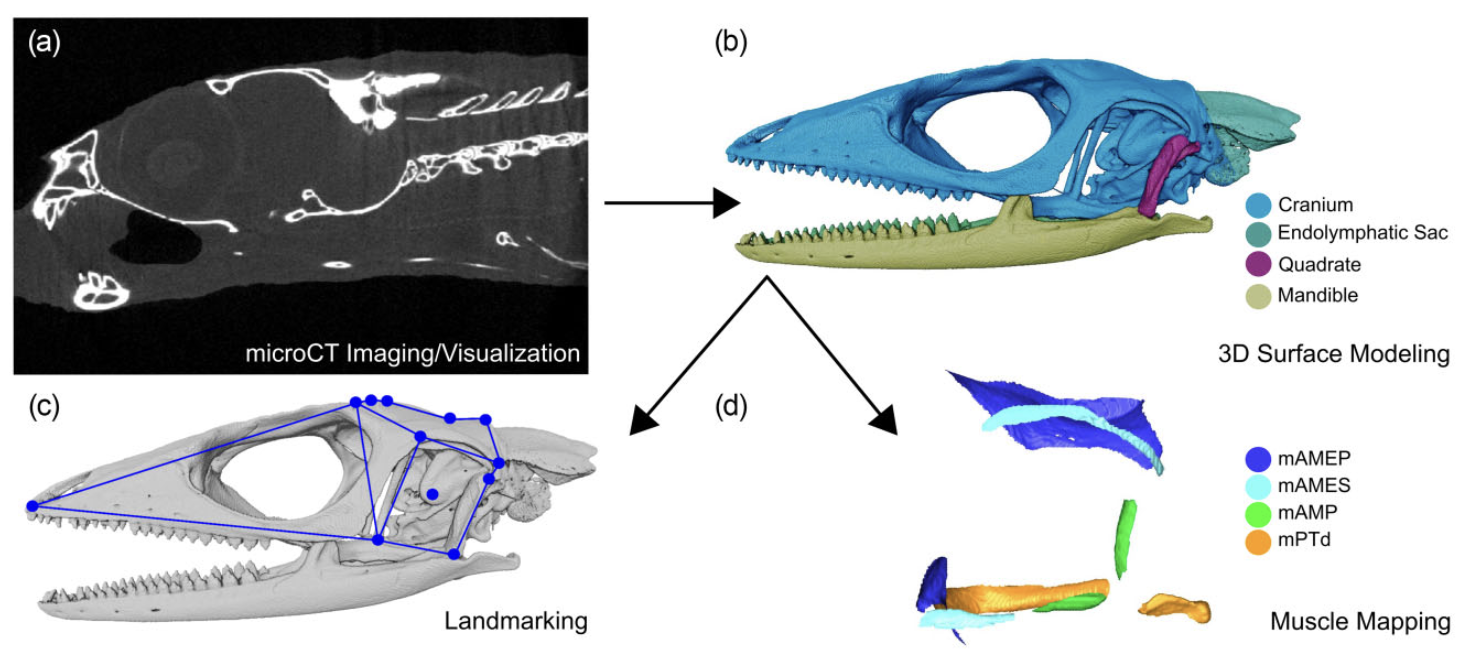 (a)
microCT Imaging/Visualization
(b)
Cranium
Endolymphatic Sac
Quadrate
Mandible
3D Surface Modeling
(c)
Landmarking
(d)
mAMEP
mAMES
mAMP
mPTd
Muscle Mapping